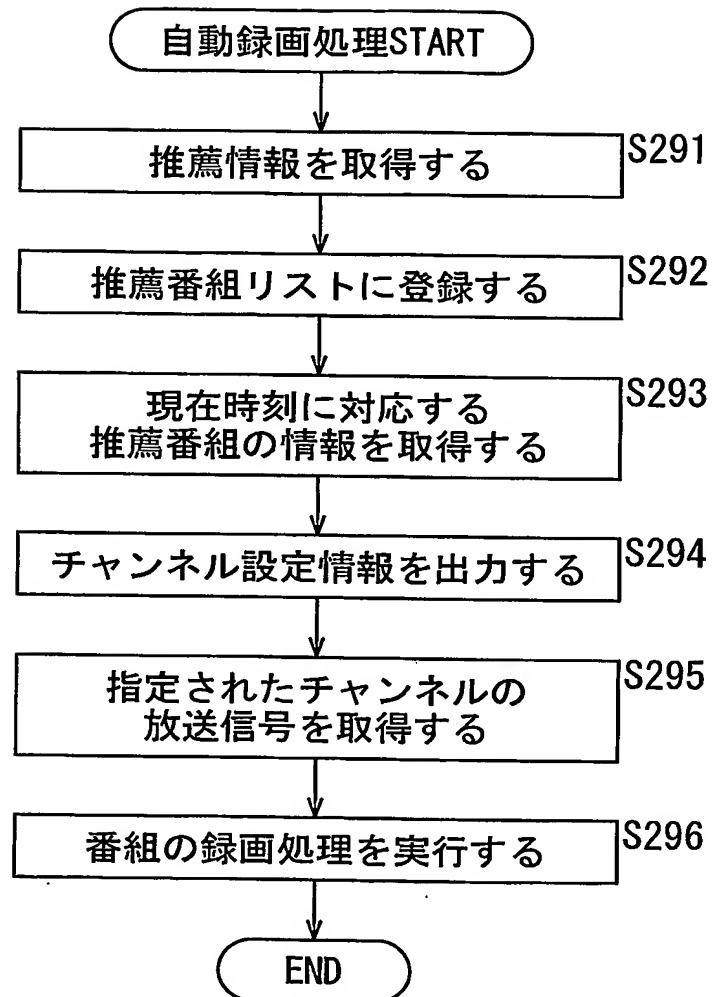 自動録画処理START
推薦情報を取得する
S291
推薦番組リストに登録する
S292
現在時刻に対応する
推薦番組の情報を取得する
S293
チャンネル設定情報を出力する
S294
指定されたチャンネルの
放送信号を取得する
S295
番組の録画処理を実行する
S296
END